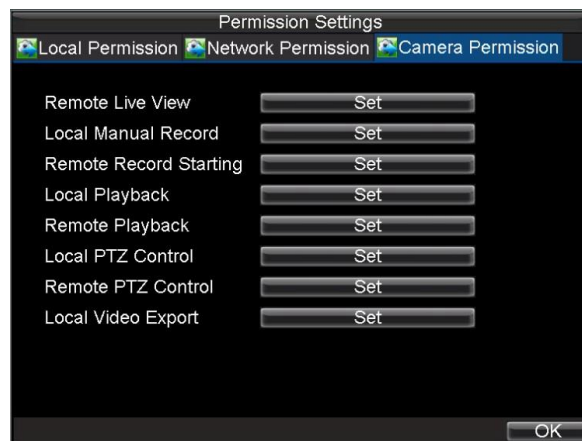 Permission Settings
Local Permission Network Permission Camera Permission
Remote Live View Set
Local Manual Record Set
Remote Record Starting Set
Local Playback Set
Remote Playback Set
Local PTZ Control Set
Remote PTZ Control Set
Local Video Export Set
OK